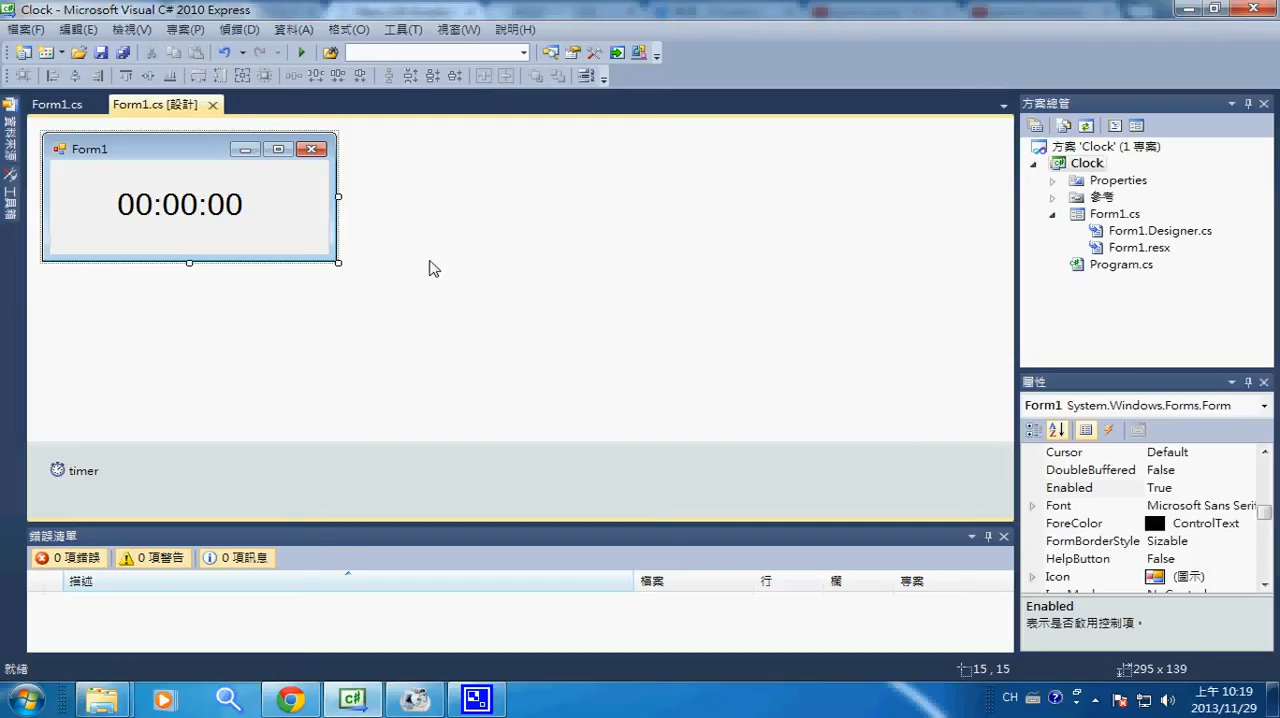 Clock - Microsoft Visual C# 2010 Express
檔案(F) 編輯(E) 檢視(V) 專案(P) 偵錯(D) 資料(A) 格式(O) 工具(T) 視窗(W) 說明(H)
資料來源
工具箱
Form1.cs Form1.cs [設計]
Form1
00:00:00
timer
錯誤清單
0 項錯誤 0 項警告 0 項訊息
描述 檔案 行 欄 專案
方案總管
方案 'Clock' (1 專案)
Clock
Properties
參考
Form1.cs
Form1.Designer.cs
Form1.resx
Program.cs
屬性
Form1 System.Windows.Forms.Form
Cursor Default
DoubleBuffered False
Enabled True
Font Microsoft Sans Serif
ForeColor ControlText
FormBorderStyle Sizable
HelpButton False
Icon (圖示)
Enabled
表示是否啟用控制項。
就緒 15 , 15 295 x 139
CH 上午 10:19
2013/11/29